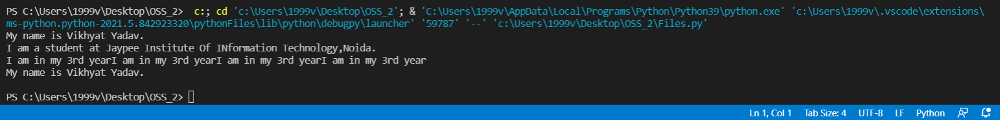 PS C:\Users\1999v\Desktop\OSS_2>  c:; cd 'c:\Users\1999v\Desktop\OSS_2'; & 'C:\Users\1999v\AppData\Local\Programs\Python\Python39\python.exe' 'c:\Users\1999v\.vscode\extensions\
ms-python.python-2021.5.842923320\pythonFiles\lib\python\debugpy\launcher' '59787' '--' 'c:\Users\1999v\Desktop\OSS_2\Files.py'
My name is Vikhyat Yadav.
I am a student at Jaypee Institute Of INformation Technology,Noida.
I am in my 3rd yearI am in my 3rd yearI am in my 3rd yearI am in my 3rd year
My name is Vikhyat Yadav.
PS C:\Users\1999v\Desktop\OSS_2>
Ln 1, Col 1 Tab Size: 4 UTF-8 LF Python